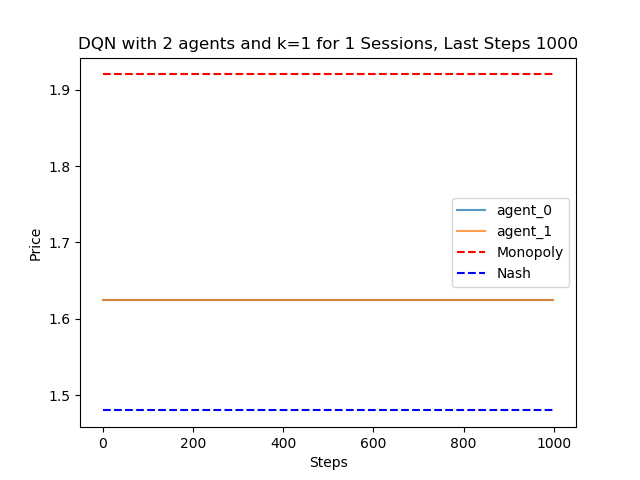 DQN with 2 agents and k=1 for 1 Sessions, Last Steps 1000
1.9
1.8
1.7
1.6
1.5
Price
agent_0
agent_1
Monopoly
Nash
0 200 400 600 800 1000
Steps